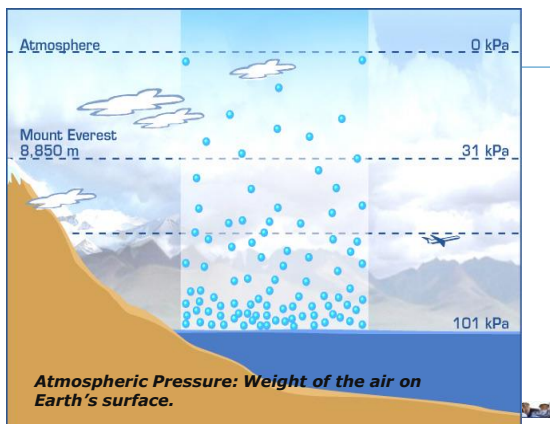 Atmosphere 0 kPa
Mount Everest
8,850 m 31 kPa
101 kPa
Atmospheric Pressure: Weight of the air on
Earth's surface.